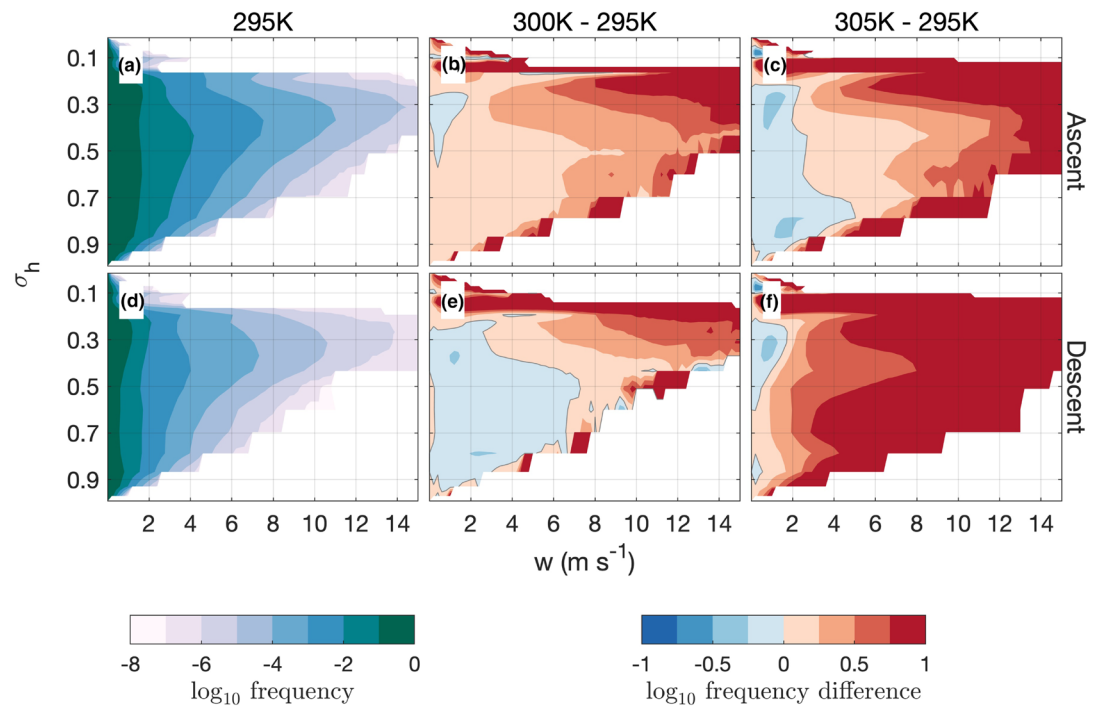 295K 300K - 295K 305K - 295K
0.1 (a) (b) (c)
0.3
0.5
0.7
0.9
Ascent
σh
0.1 (d) (e) (f)
0.3
0.5
0.7
0.9
Descent
2 4 6 8 10 12 14 2 4 6 8 10 12 14 2 4 6 8 10 12 14
w (m s⁻¹)
-8 -6 -4 -2 0 -1 -0.5 0 0.5 1
log₁₀ frequency log₁₀ frequency difference